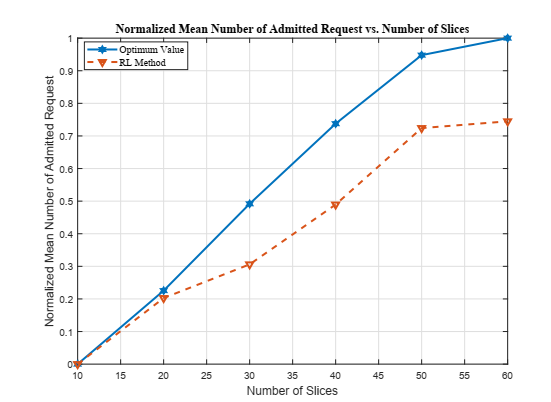 Normalized Mean Number of Admitted Request vs. Number of Slices
Optimum Value
RL Method
Normalized Mean Number of Admitted Request
1
0.9
0.8
0.7
0.6
0.5
0.4
0.3
0.2
0.1
0
10 15 20 25 30 35 40 45 50 55 60
Number of Slices